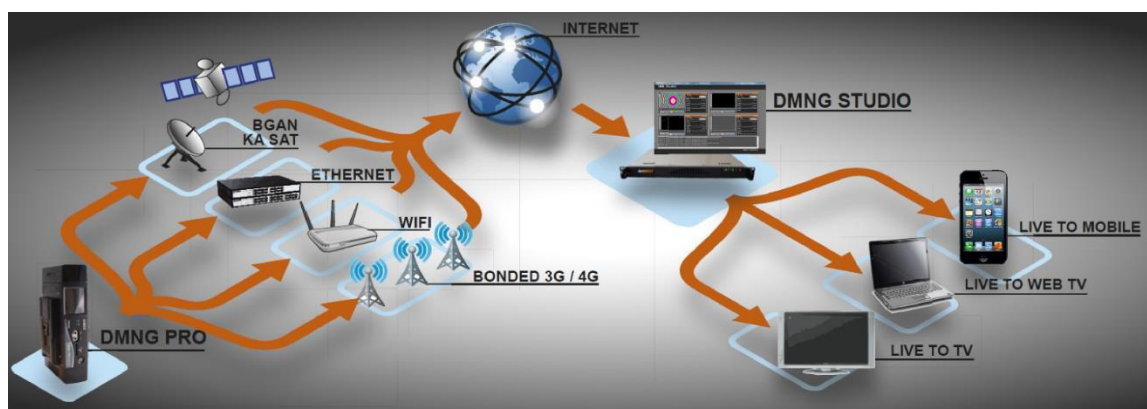 INTERNET
DMNG STUDIO
BGAN
KA SAT
ETHERNET
WIFI
BONDED 3G / 4G
DMNG PRO
LIVE TO MOBILE
LIVE TO WEB TV
LIVE TO TV